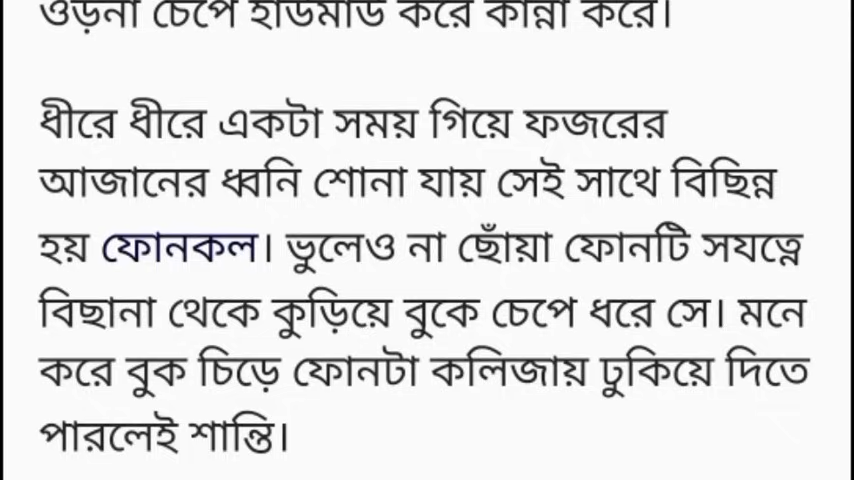 ওড়না চেপে হাউমাউ করে কান্না করে।
ধীরে ধীরে একটা সময় গিয়ে ফজরের
আজানের ধ্বনি শোনা যায় সেই সাথে বিছিন্ন
হয় ফোনকল। ভুলেও না ছোঁয়া ফোনটি সযত্নে
বিছানা থেকে কুড়িয়ে বুকে চেপে ধরে সে। মনে
করে বুক চিড়ে ফোনটা কলিজায় ঢুকিয়ে দিতে
পারলেই শান্তি।